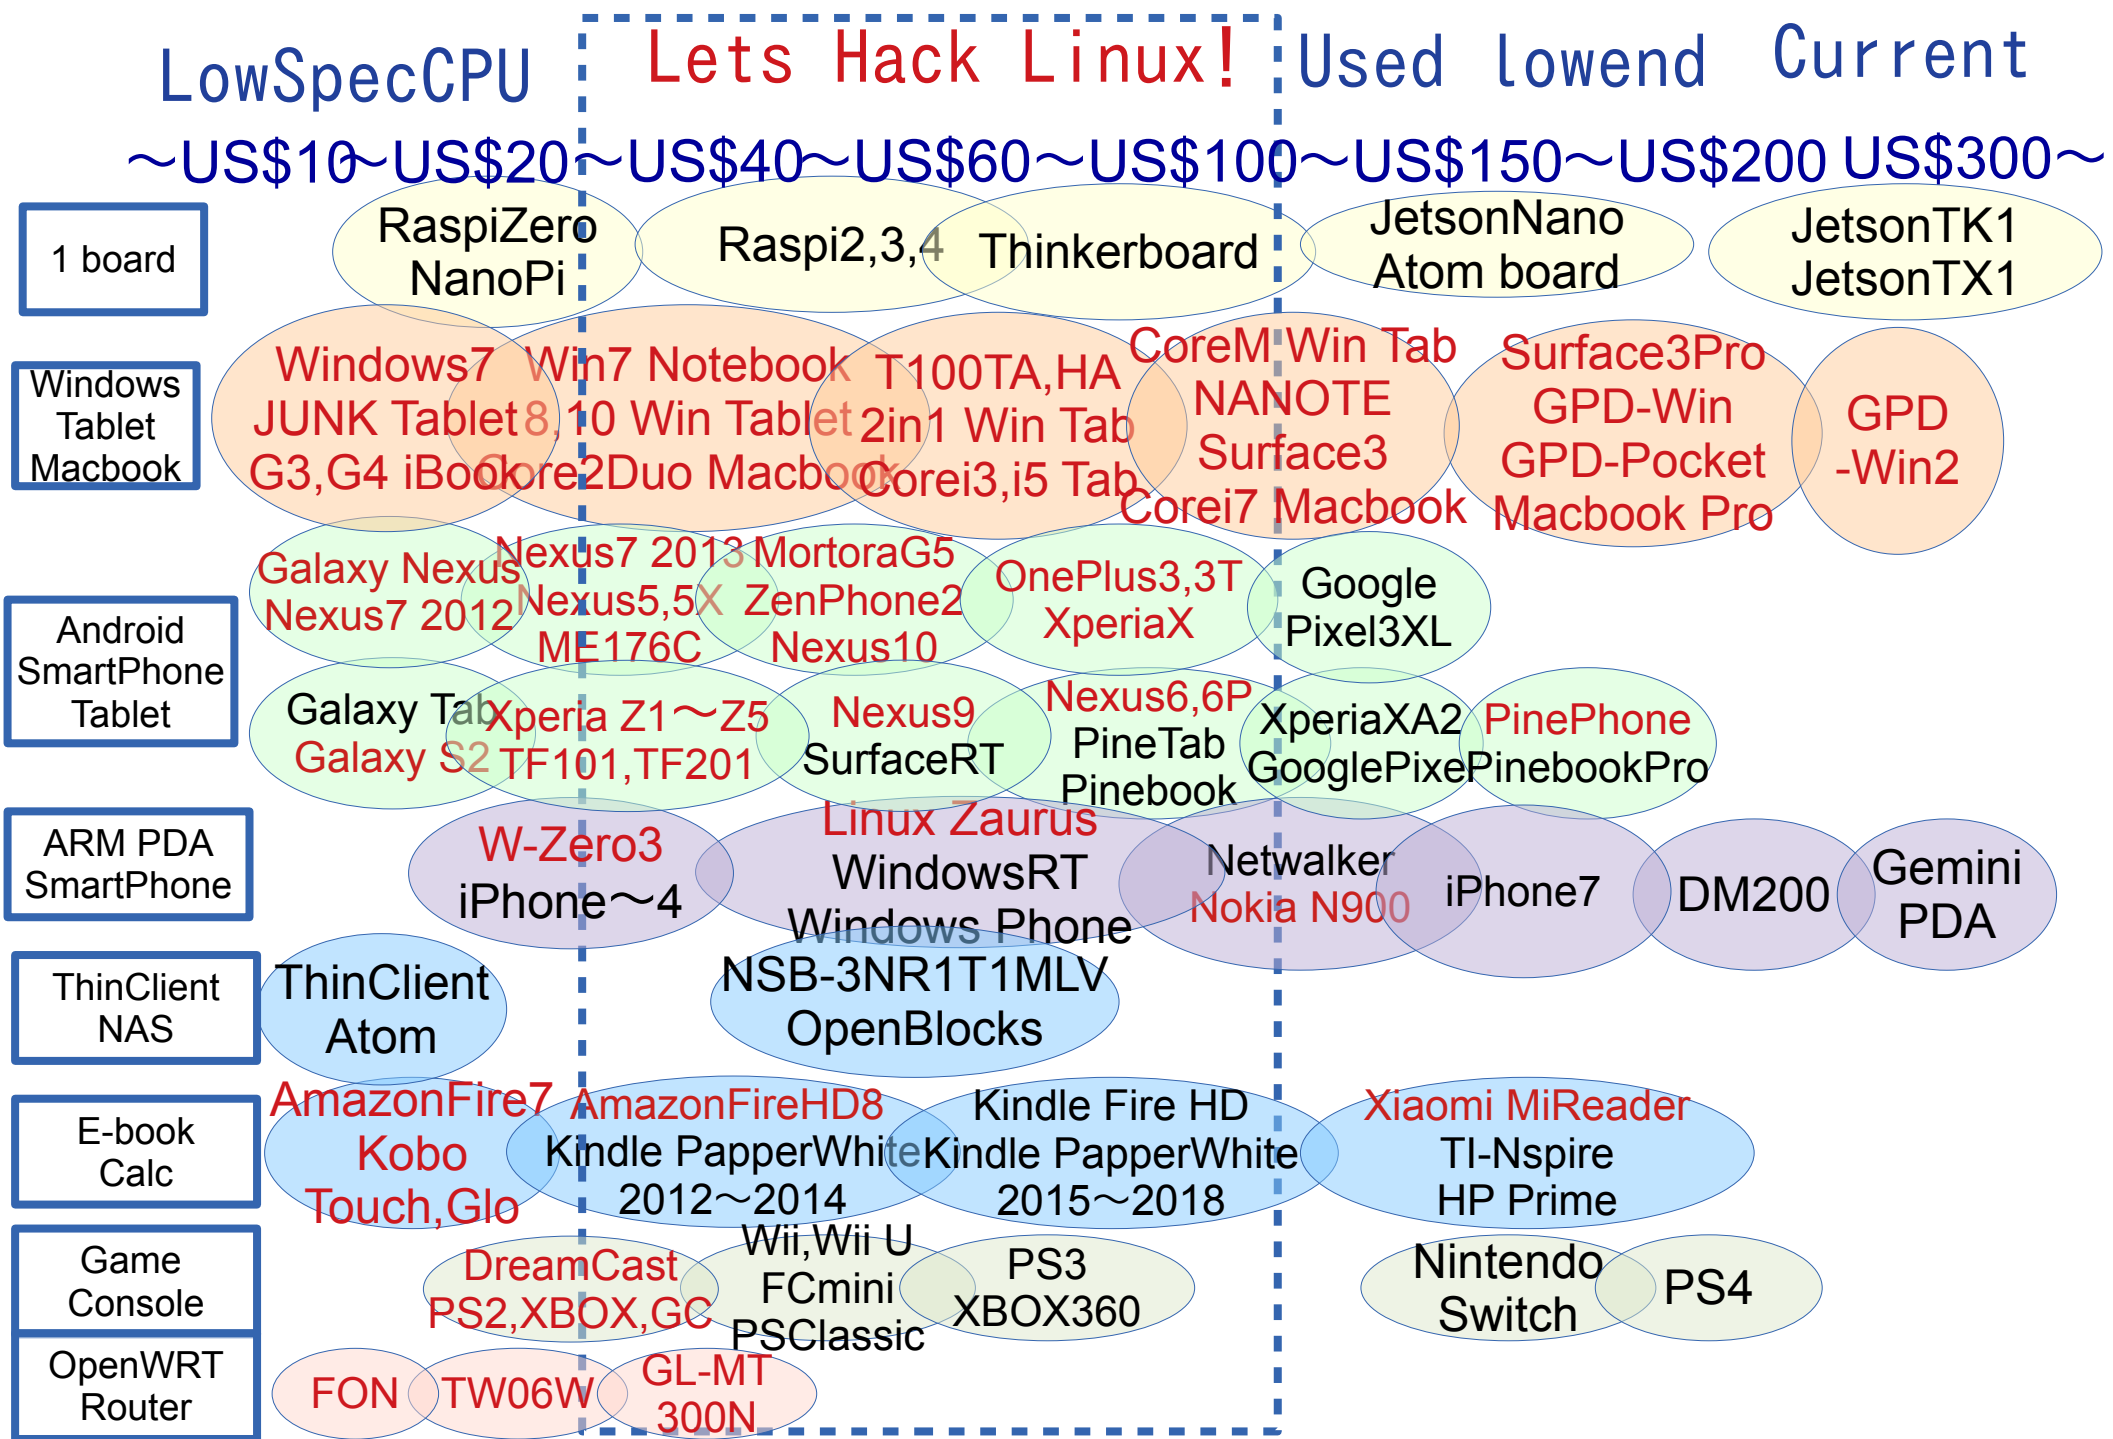 LowSpecCPU
Lets Hack Linux!
Used lowend
Current
～US$10
～US$20
～US$40
～US$60
～US$100
～US$150
～US$200
US$300～
1 board
RaspiZero
NanoPi
Raspi2,3,4
Thinkerboard
JetsonNano
Atom board
JetsonTK1
JetsonTX1
Windows
Tablet
Macbook
Windows7
JUNK Tablet
G3,G4 iBook
Win7 Notebook
8,10 Win Tablet
Core2Duo Macbook
T100TA,HA
2in1 Win Tab
Corei3,i5 Tab
CoreM Win Tab
NANOTE
Surface3
Corei7 Macbook
Surface3Pro
GPD-Win
GPD-Pocket
Macbook Pro
GPD
-Win2
Android
SmartPhone
Tablet
Galaxy Nexus
Nexus7 2012
Nexus7 2013
Nexus5,5X
ME176C
MortoraG5
ZenPhone2
Nexus10
OnePlus3,3T
XperiaX
Google
Pixel3XL
Galaxy Tab
Galaxy S2
Xperia Z1～Z5
TF101,TF201
Nexus9
SurfaceRT
Nexus6,6P
PineTab
Pinebook
XperiaXA2
GooglePixel
PinePhone
PinebookPro
ARM PDA
SmartPhone
W-Zero3
iPhone～4
Linux Zaurus
WindowsRT
Windows Phone
Netwalker
Nokia N900
iPhone7
DM200
Gemini
PDA
ThinClient
NAS
ThinClient
Atom
NSB-3NR1T1MLV
OpenBlocks
E-book
Calc
AmazonFire7
Kobo
Touch,Glo
AmazonFireHD8
Kindle PapperWhite
2012～2014
Kindle Fire HD
Kindle PapperWhite
2015～2018
Xiaomi MiReader
TI-Nspire
HP Prime
Game
Console
DreamCast
PS2,XBOX,GC
Wii,Wii U
FCmini
PSClassic
PS3
XBOX360
Nintendo
Switch
PS4
OpenWRT
Router
FON
TW06W
GL-MT
300N